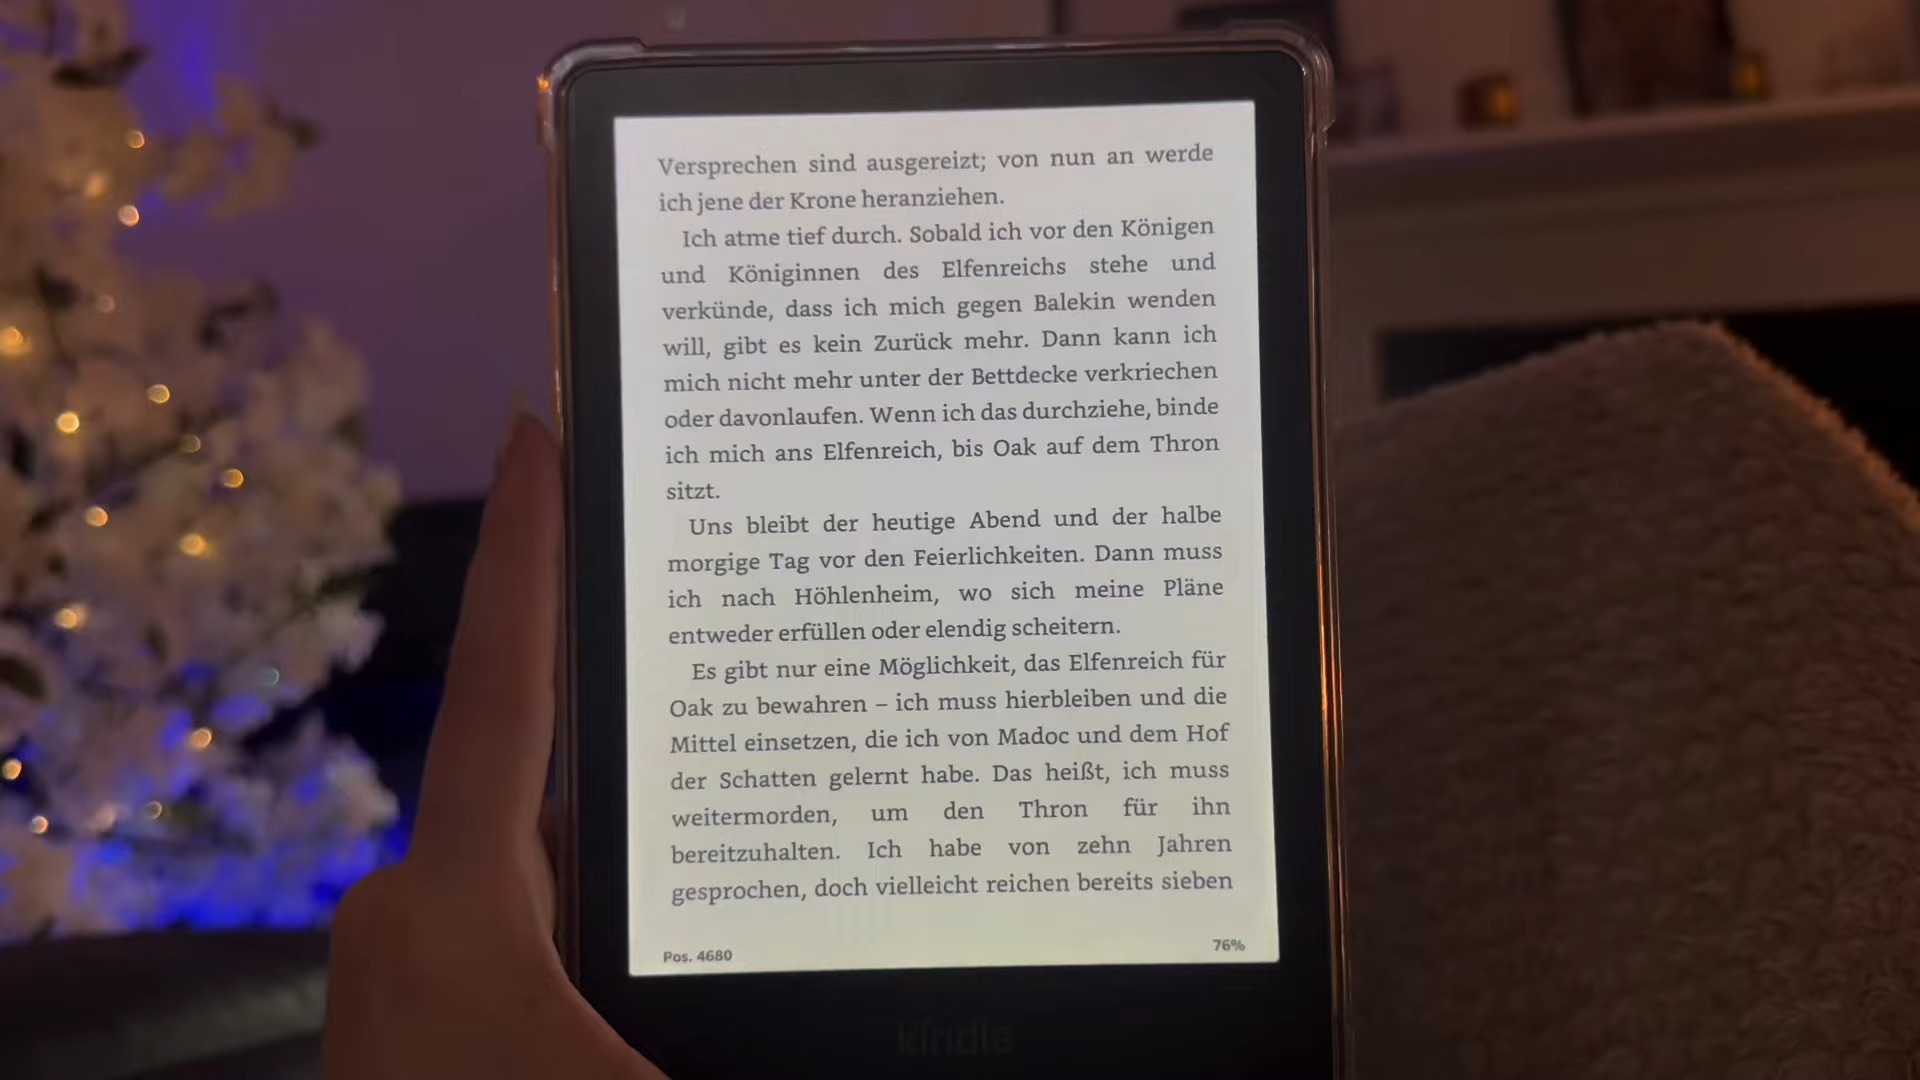 Versprechen sind ausgereizt; von nun an werde
ich jene der Krone heranziehen.
Ich atme tief durch. Sobald ich vor den Königen
und Königinnen des Elfenreichs stehe und
verkünde, dass ich mich gegen Balekin wenden
will, gibt es kein Zurück mehr. Dann kann ich
mich nicht mehr unter der Bettdecke verkriechen
oder davonlaufen. Wenn ich das durchziehe, binde
ich mich ans Elfenreich, bis Oak auf dem Thron
sitzt.
Uns bleibt der heutige Abend und der halbe
morgige Tag vor den Feierlichkeiten. Dann muss
ich nach Höhlenheim, wo sich meine Pläne
entweder erfüllen oder elendig scheitern.
Es gibt nur eine Möglichkeit, das Elfenreich für
Oak zu bewahren – ich muss hierbleiben und die
Mittel einsetzen, die ich von Madoc und dem Hof
der Schatten gelernt habe. Das heißt, ich muss
weitermorden, um den Thron für ihn
bereitzuhalten. Ich habe von zehn Jahren
gesprochen, doch vielleicht reichen bereits sieben
Pos. 4680 76%
kindle